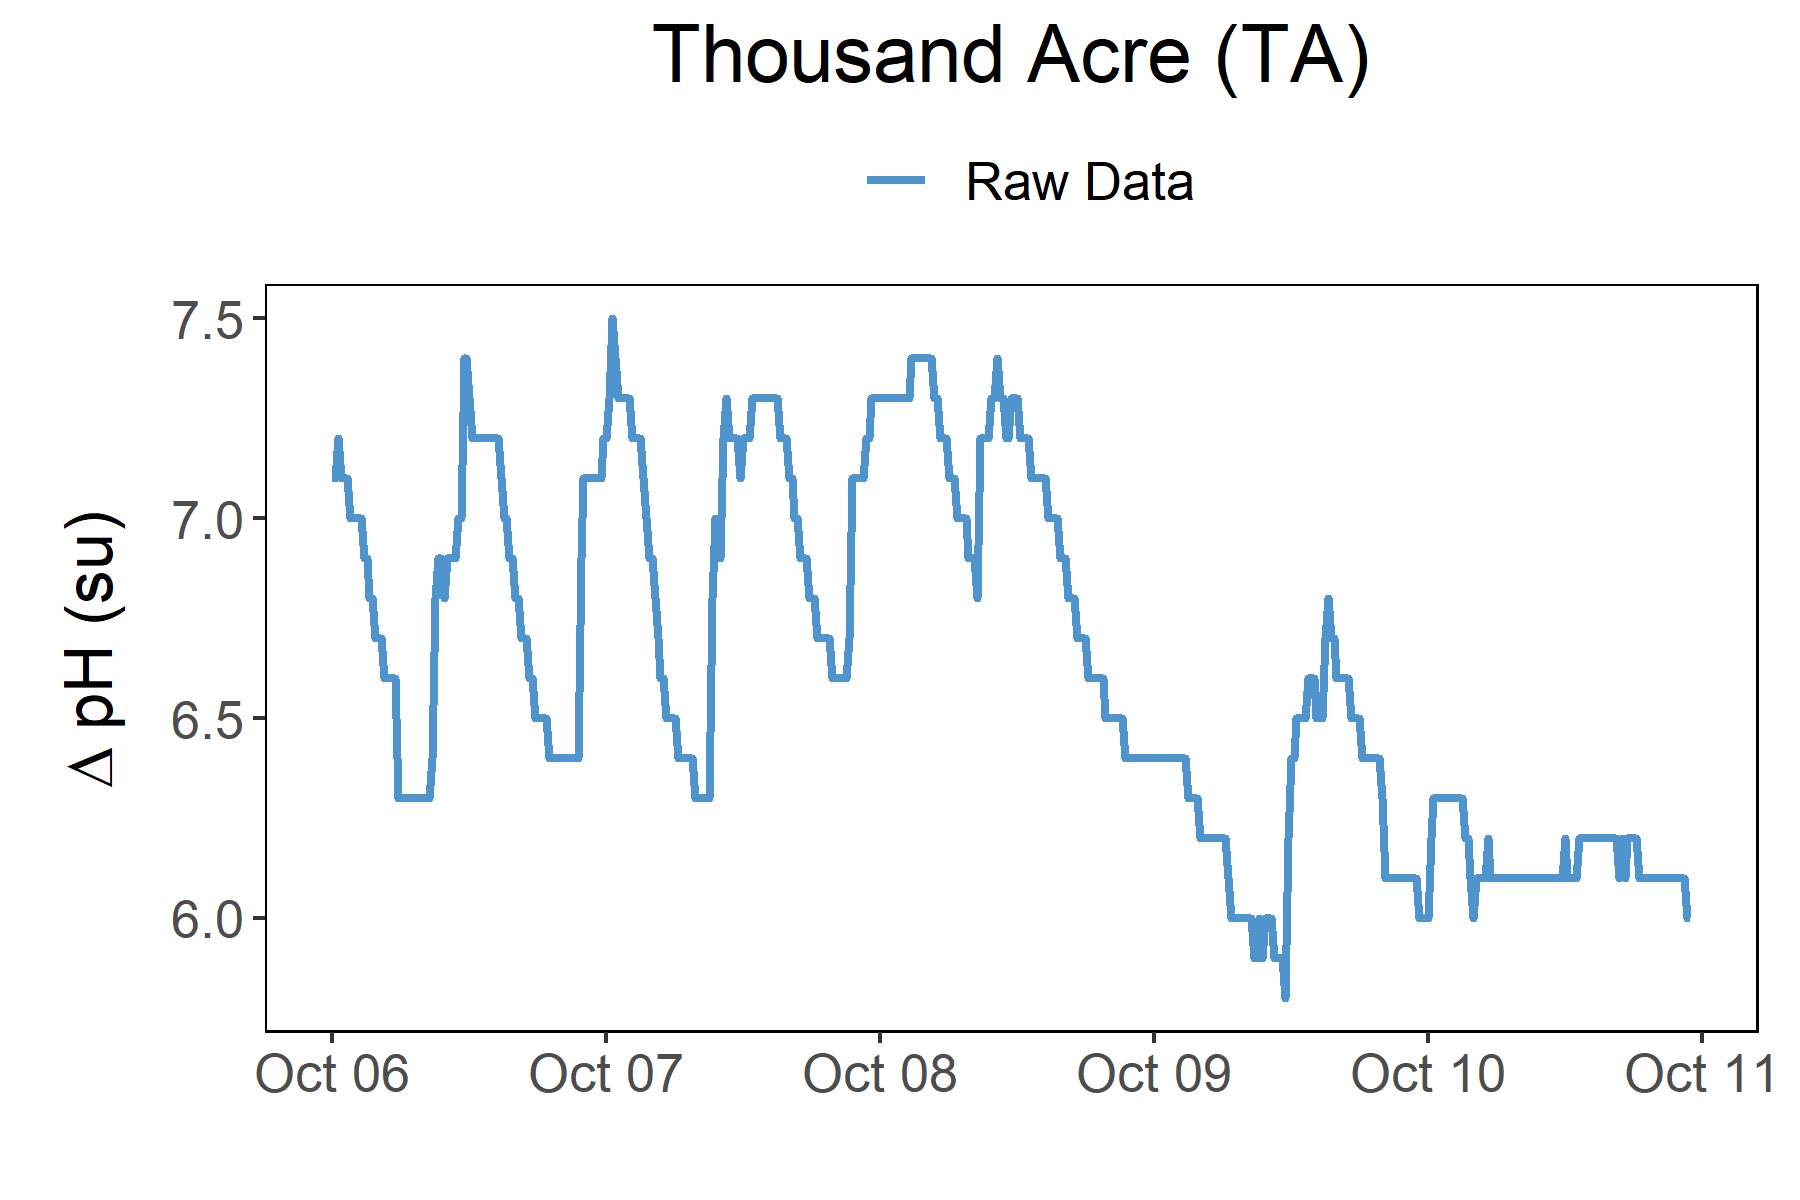 Thousand Acre (TA)
Raw Data
Δ pH (su)
7.5
7.0
6.5
6.0
Oct 06 Oct 07 Oct 08 Oct 09 Oct 10 Oct 11